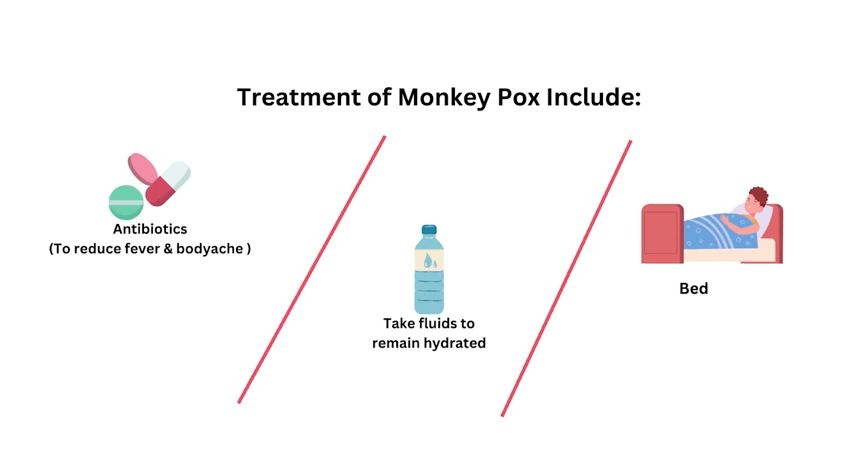 Treatment of Monkey Pox Include:
Antibiotics
(To reduce fever & bodyache )
Take fluids to
remain hydrated
Bed